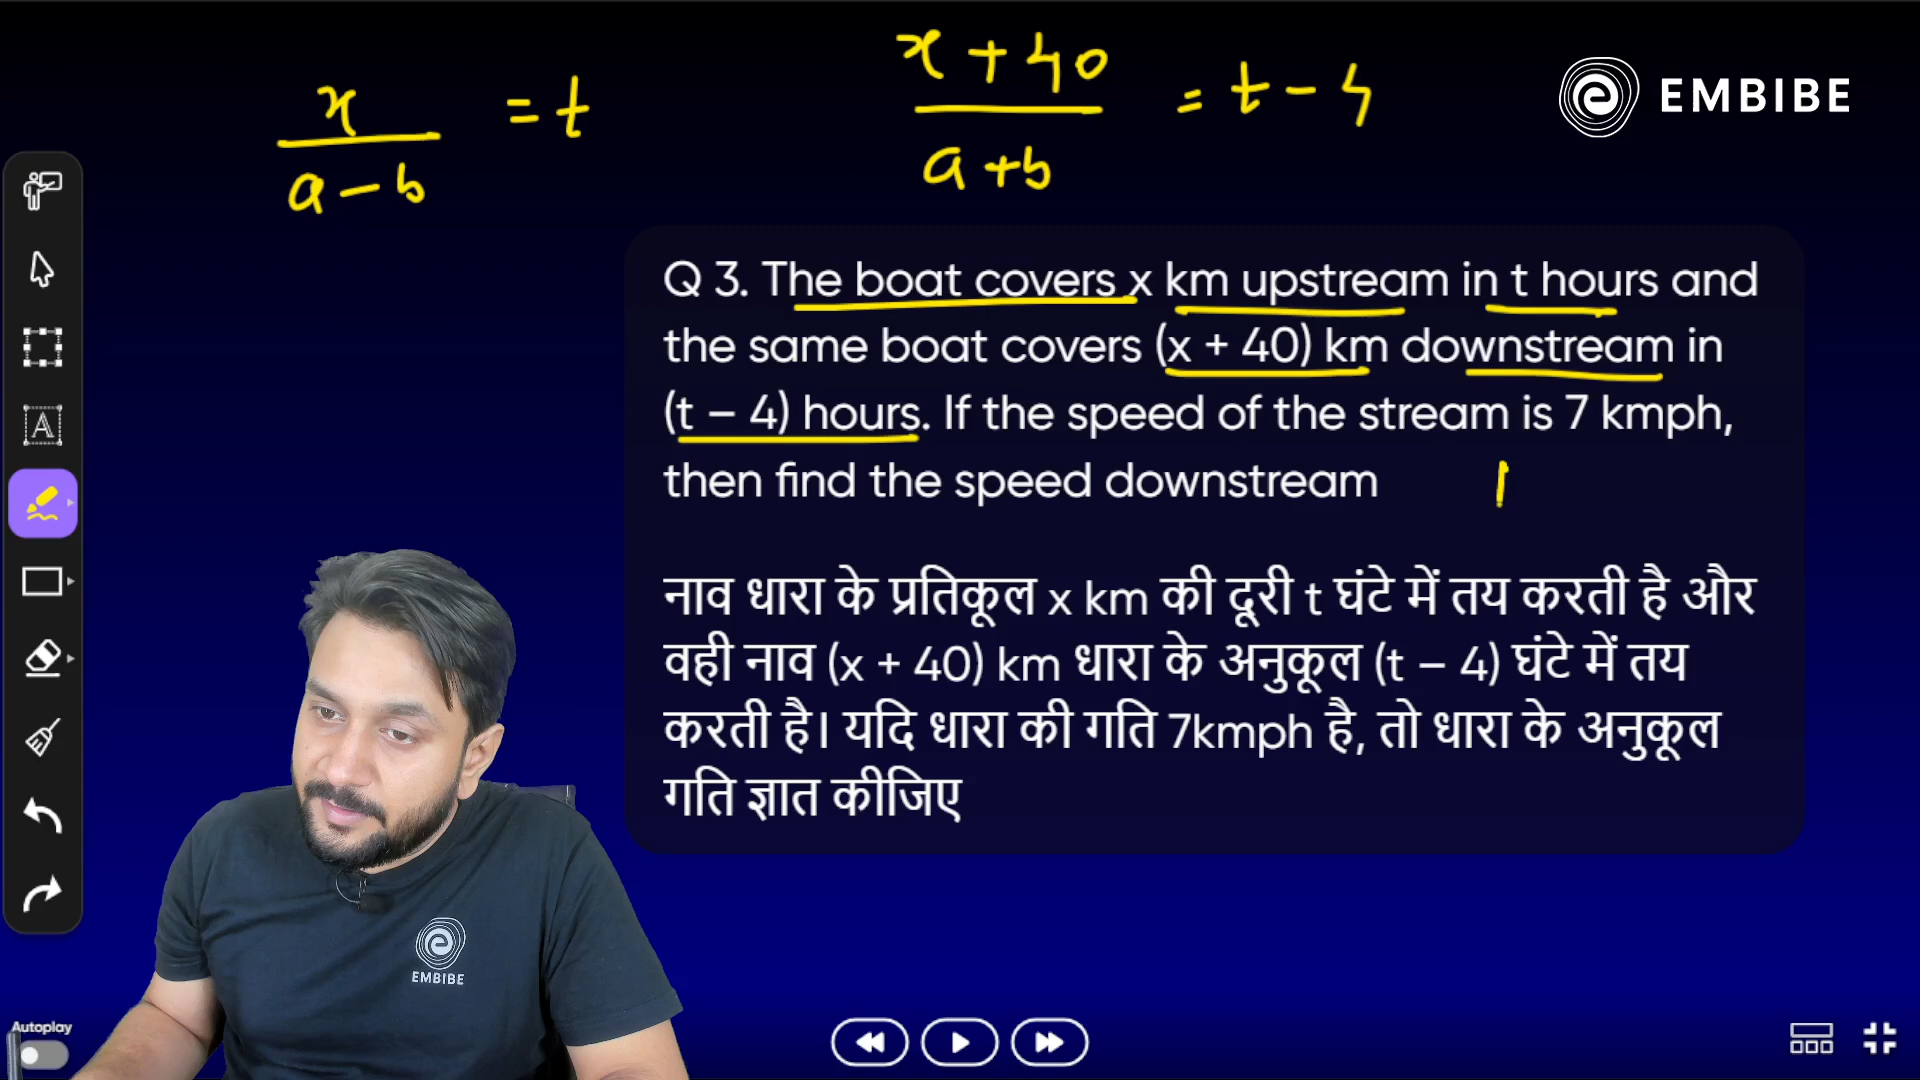 x/(a-b) = t
(x+40)/(a+b) = t-4
EMBIBE
Q 3. The boat covers x km upstream in t hours and
the same boat covers (x + 40) km downstream in
(t – 4) hours. If the speed of the stream is 7 kmph,
then find the speed downstream
नाव धारा के प्रतिकूल x km की दूरी t घंटे में तय करती है और
वही नाव (x + 40) km धारा के अनुकूल (t – 4) घंटे में तय
करती है। यदि धारा की गति 7kmph है, तो धारा के अनुकूल
गति ज्ञात कीजिए
A
EMBIBE
Autoplay